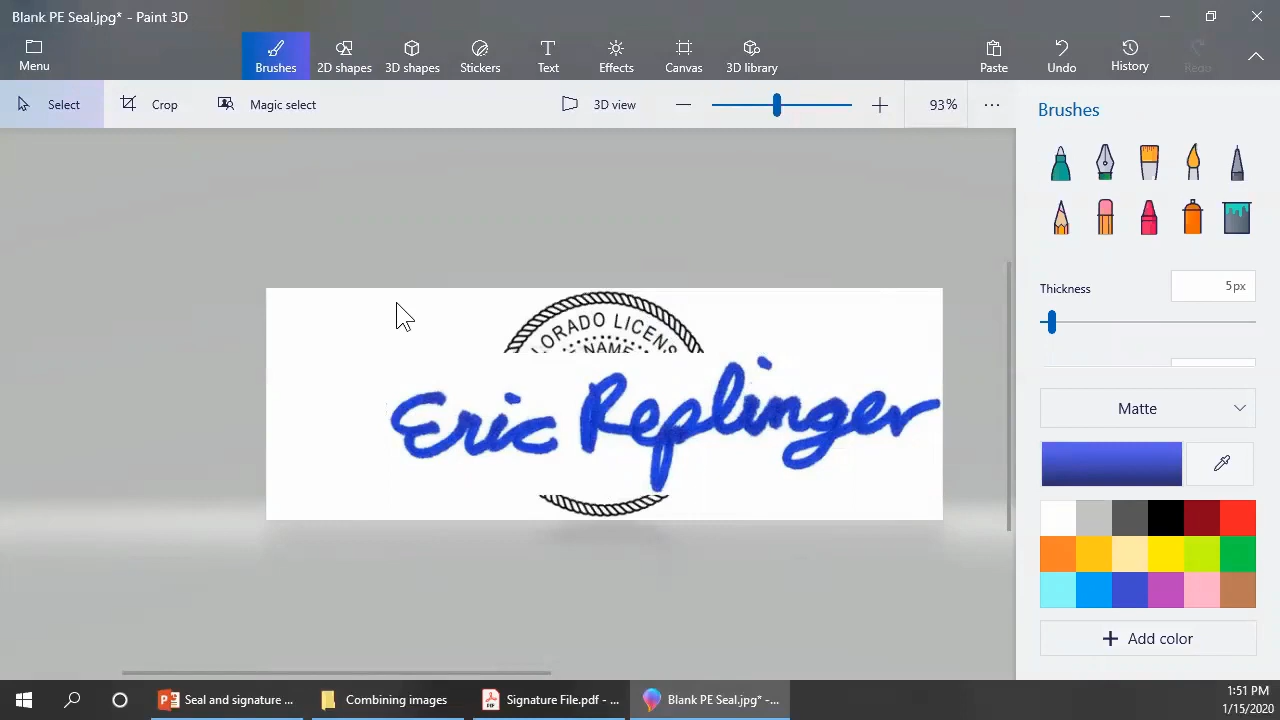 Blank PE Seal.jpg* - Paint 3D
Menu
Brushes
2D shapes
3D shapes
Stickers
Text
Effects
Canvas
3D library
Paste
Undo
History
Redo
Select
Crop
Magic select
3D view
93%
Brushes
Thickness
5px
Matte
Add color
ORADO LICENS
NAME
Eric Replinger
Seal and signature ...
Combining images
Signature File.pdf - ...
Blank PE Seal.jpg* -...
1:51 PM
1/15/2020